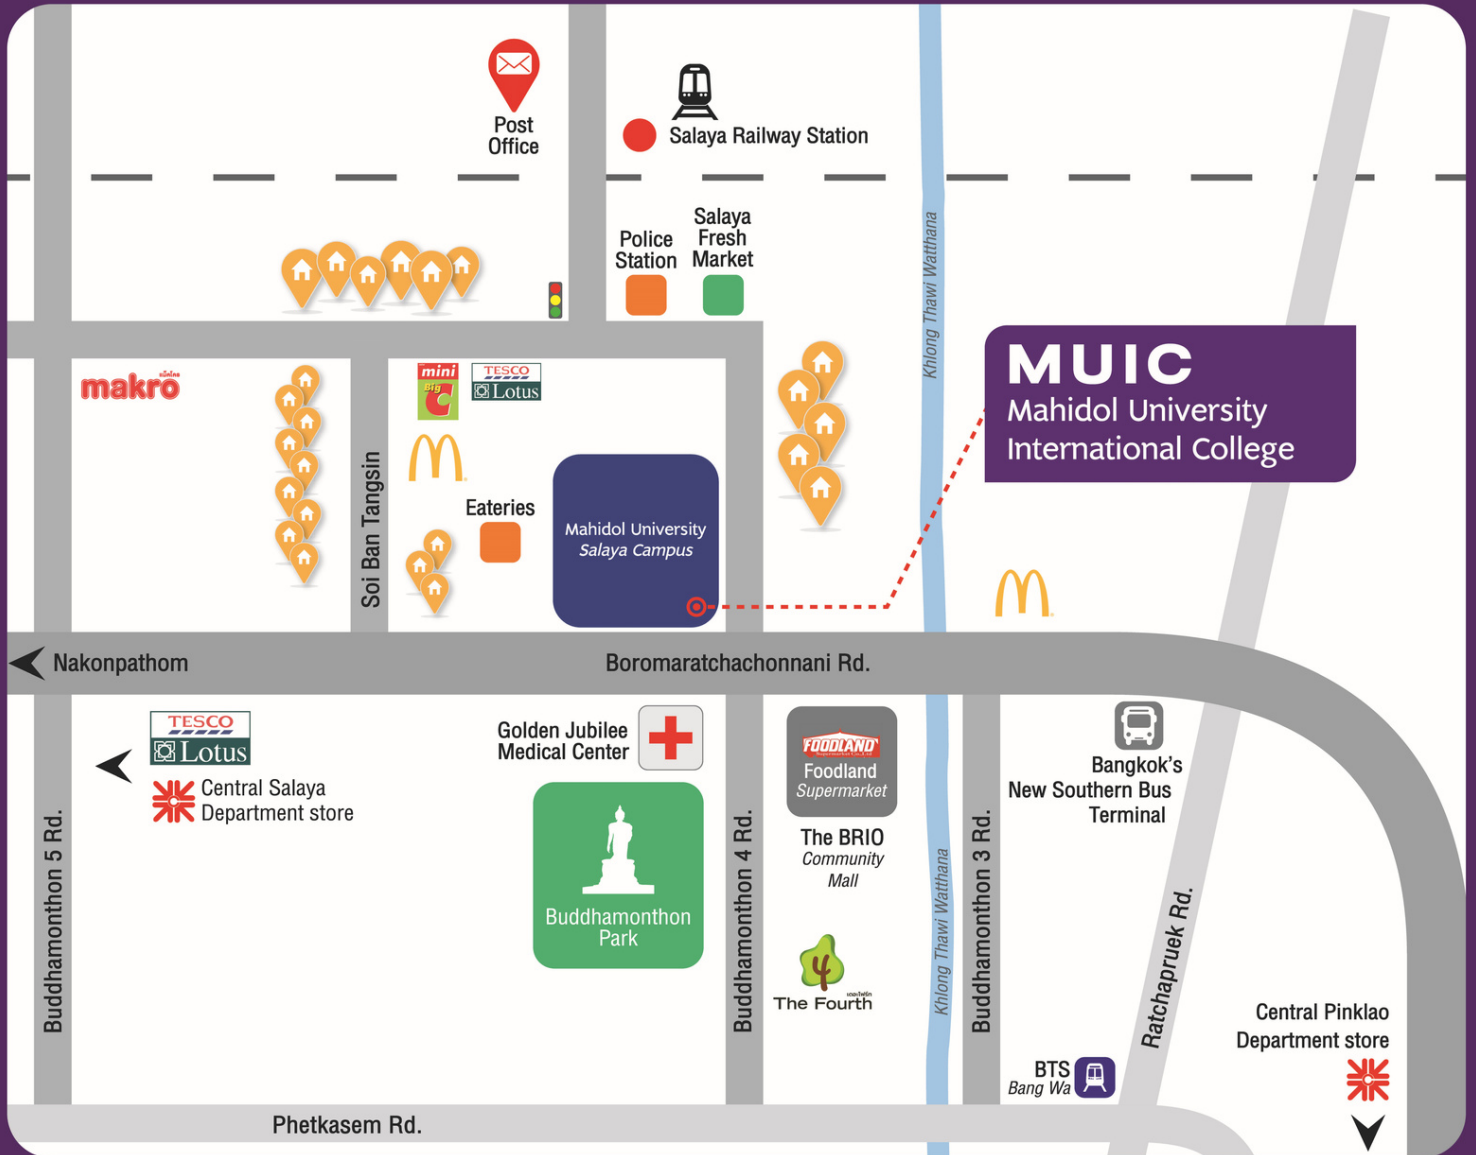 Post
Office
Salaya Railway Station
Police
Station
Salaya
Fresh
Market
Khlong Thawi Watthana
MUIC
Mahidol University
International College
makro
mini
Big
C
TESCO
Lotus
Soi Ban Tangsin
Eateries
Mahidol University
Salaya Campus
Nakonpathom
Boromaratchachonnani Rd.
TESCO
Lotus
Central Salaya
Department store
Golden Jubilee
Medical Center
FOODLAND
Foodland
Supermarket
The BRIO
Community
Mall
Bangkok's
New Southern Bus
Terminal
Buddhamonthon
Park
The Fourth
Buddhamonthon 5 Rd.
Buddhamonthon 4 Rd.
Khlong Thawi Watthana
Buddhamonthon 3 Rd.
Ratchapruek Rd.
Central Pinklao
Department store
BTS
Bang Wa
Phetkasem Rd.